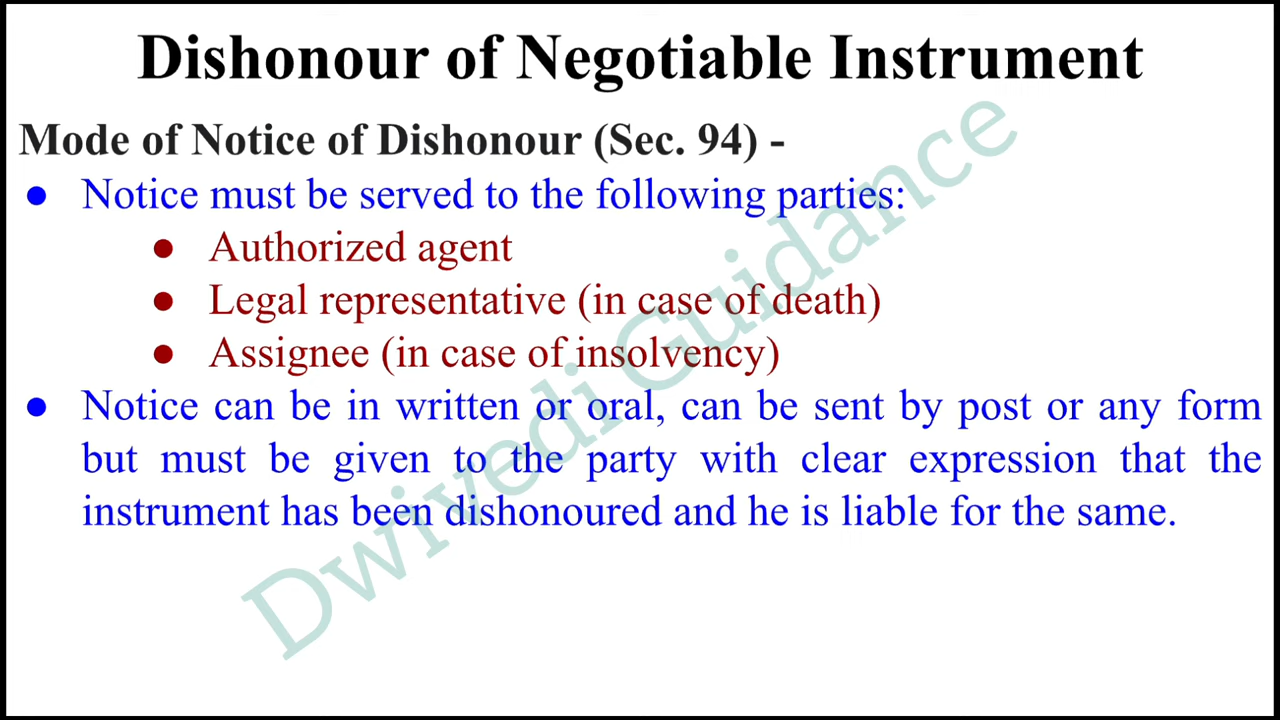 Dishonour of Negotiable Instrument
Mode of Notice of Dishonour (Sec. 94) -
● Notice must be served to the following parties:
● Authorized agent
● Legal representative (in case of death)
● Assignee (in case of insolvency)
● Notice can be in written or oral, can be sent by post or any form
but must be given to the party with clear expression that the
instrument has been dishonoured and he is liable for the same.
Dwivedi Guidance